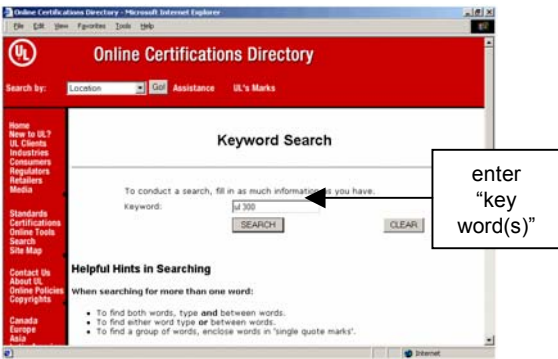 Online Certifications Directory - Microsoft Internet Explorer
File Edit View Favorites Tools Help
UL
Online Certifications Directory
Search by:
Location
Go!
Assistance
UL's Marks
Home
New to UL?
UL Clients
Industries
Consumers
Regulators
Retailers
Media
Standards
Certifications
Online Tools
Search
Site Map
Contact Us
About UL
Online Policies
Copyrights
Canada
Europe
Asia
Keyword Search
To conduct a search, fill in as much information as you have.
Keyword:
ul 300
SEARCH
CLEAR
Helpful Hints in Searching
When searching for more than one word:
• To find both words, type and between words.
• To find either word type or between words.
• To find a group of words, enclose words in 'single quote marks'.
Internet
enter
“key
word(s)”